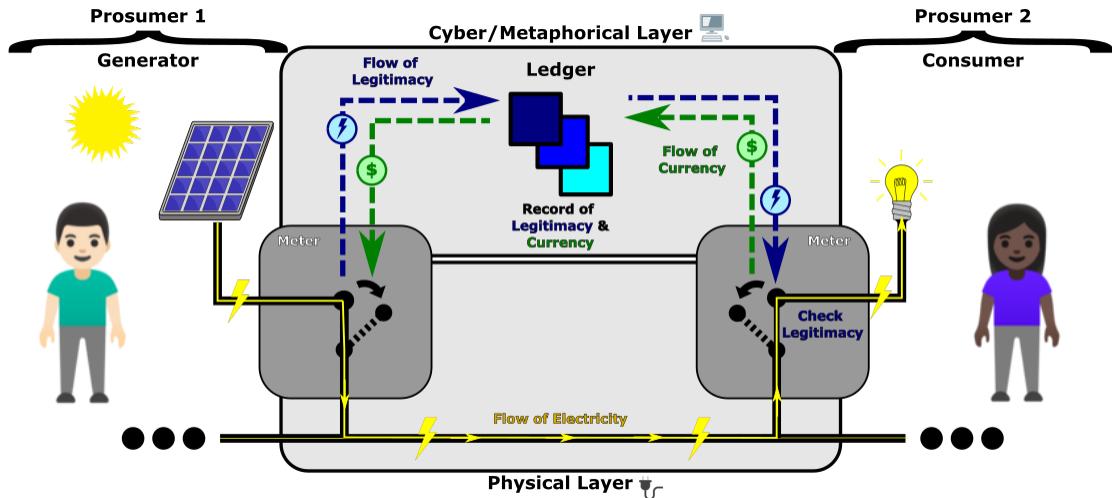 Prosumer 1
Generator
Cyber/Metaphorical Layer
Prosumer 2
Consumer
Flow of
Legitimacy
Ledger
$
$
Flow of
Currency
Record of
Legitimacy &
Currency
Meter
Meter
Check
Legitimacy
Flow of Electricity
Physical Layer